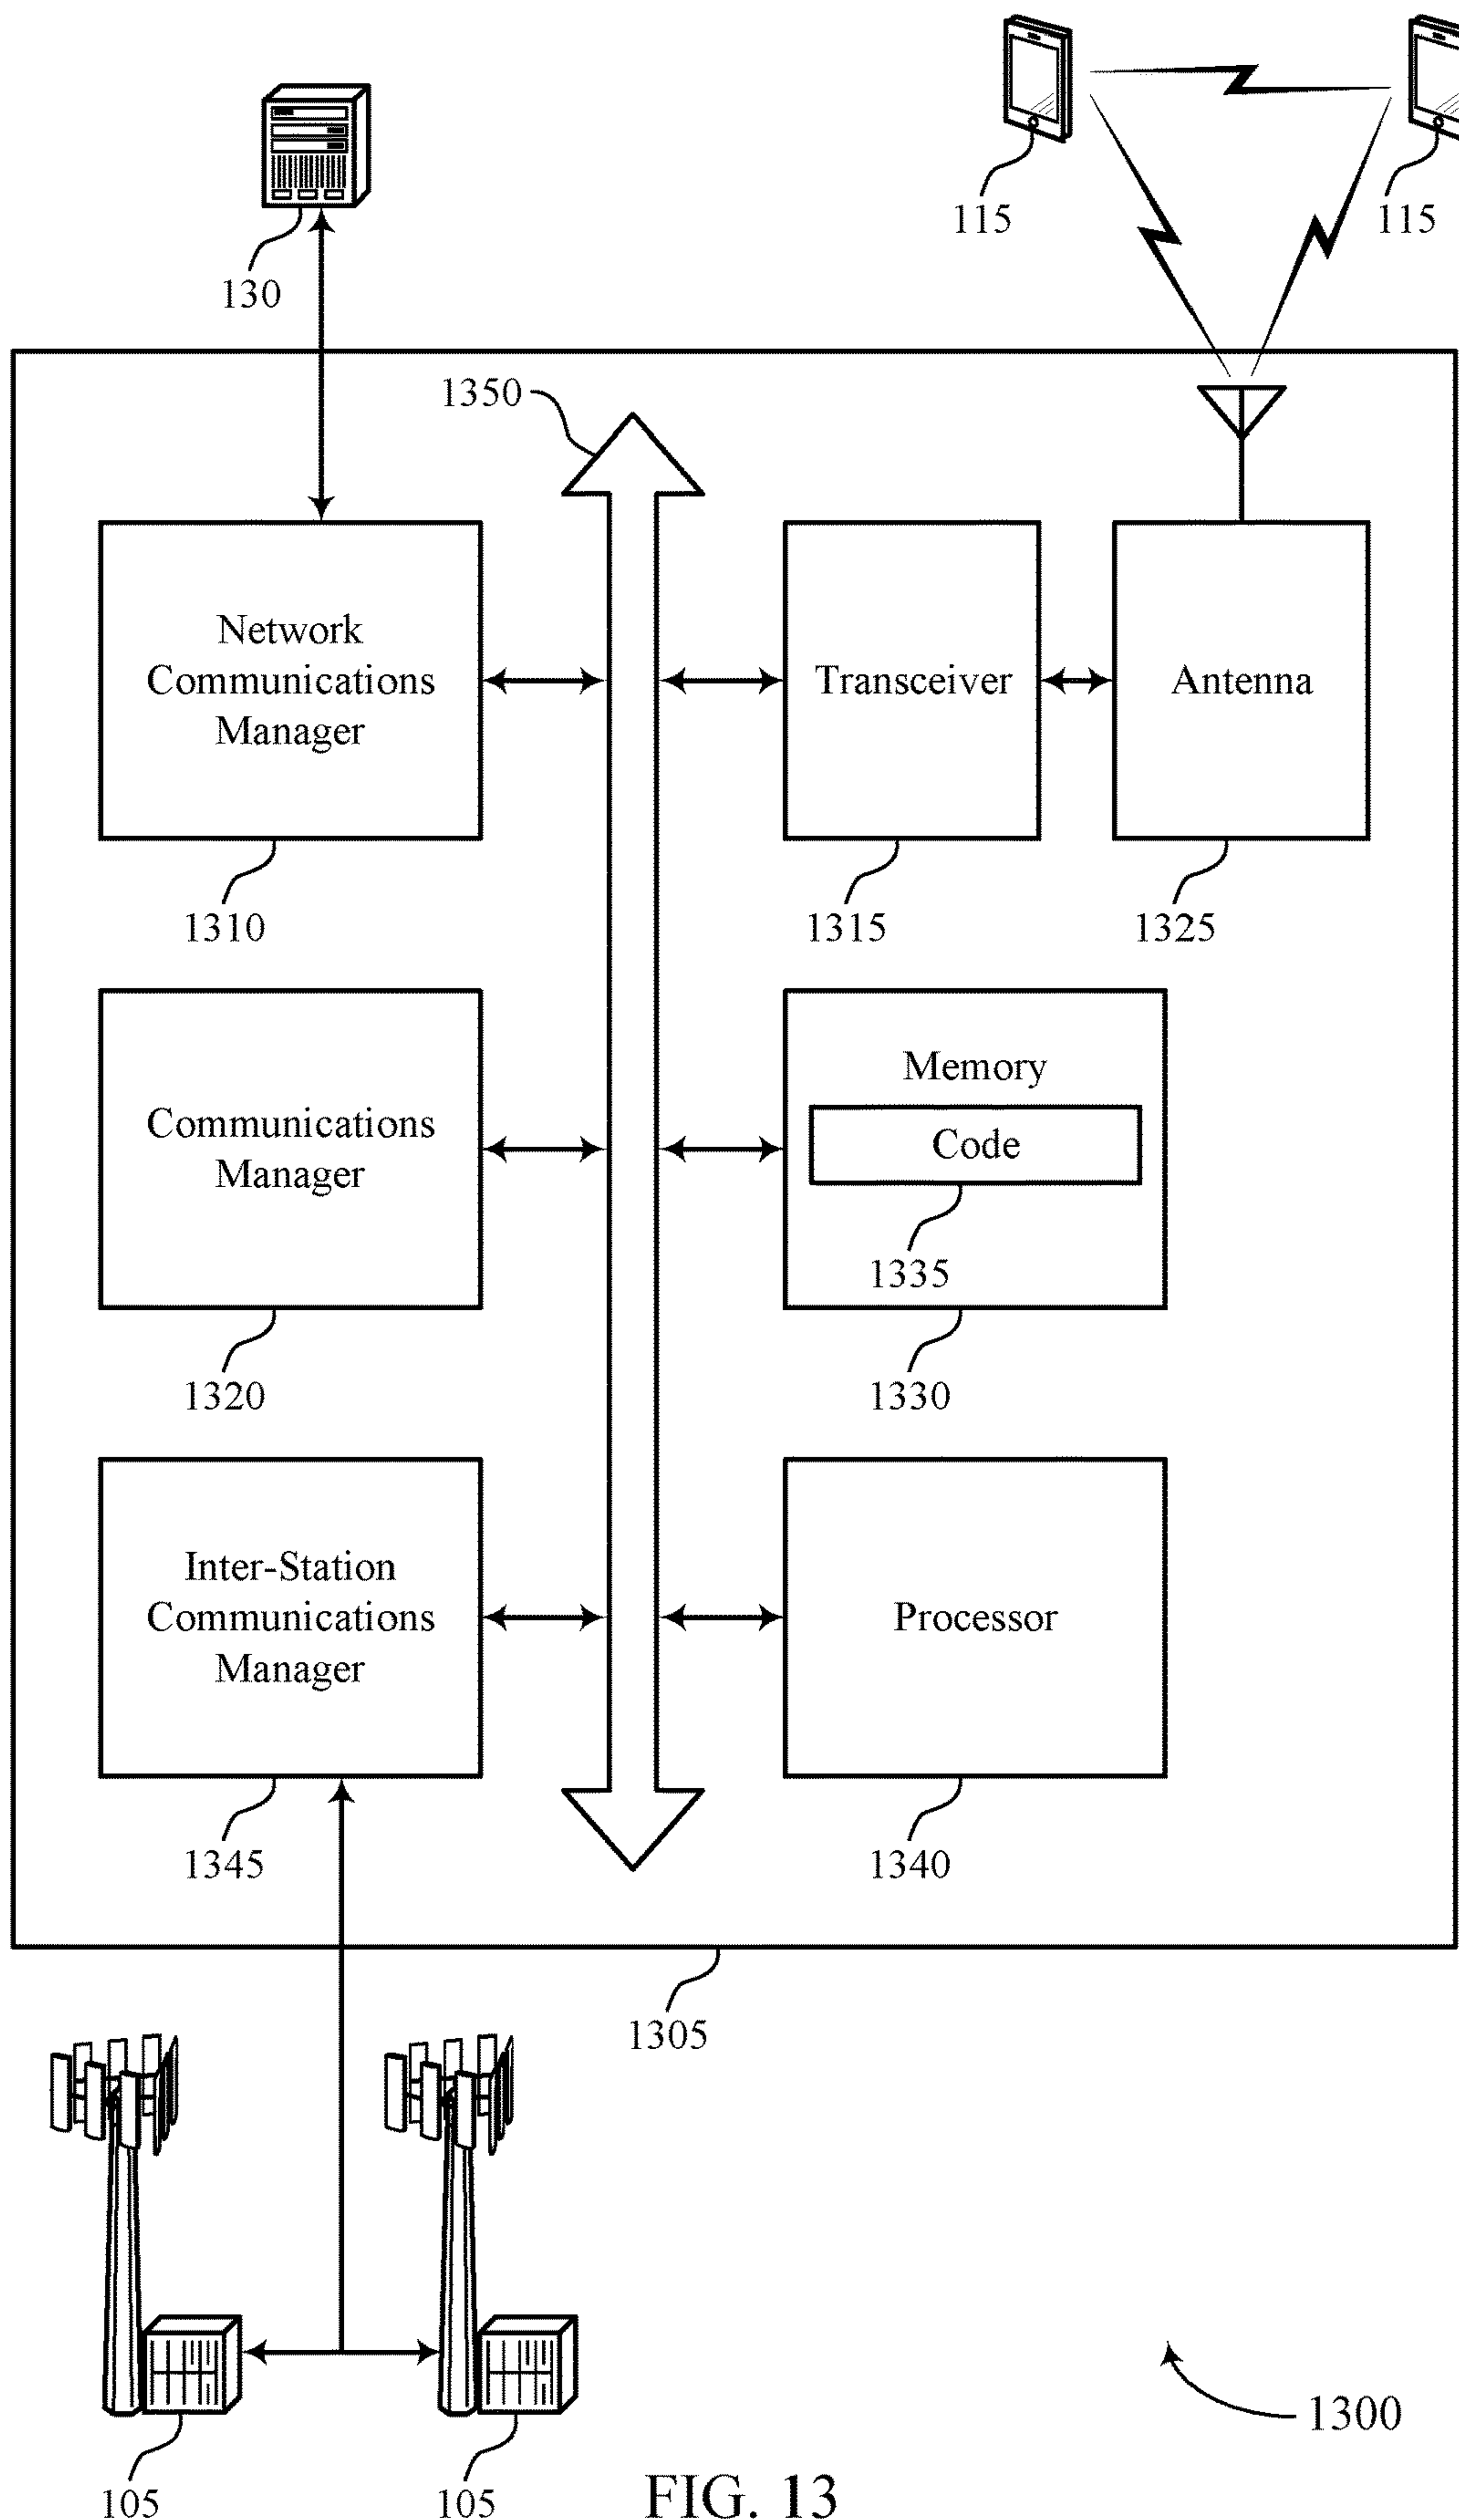 115
115
130
1350
Network
Communications
Manager
Transceiver
Antenna
1310
1315
1325
Communications
Manager
Memory
Code
1335
1320
1330
Inter-Station
Communications
Manager
Processor
1345
1340
1305
1300
105
105
FIG. 13